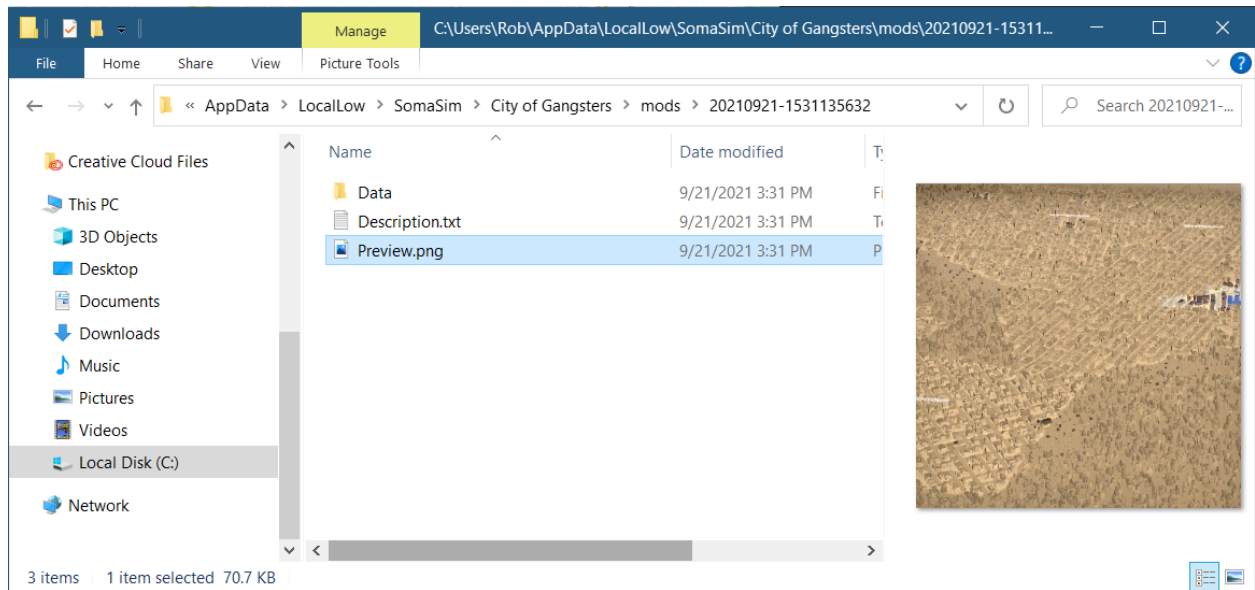 Manage
C:\Users\Rob\AppData\LocalLow\SomaSim\City of Gangsters\mods\20210921-15311...
File
Home
Share
View
Picture Tools
?
« AppData > LocalLow > SomaSim > City of Gangsters > mods > 20210921-1531135632
Search 20210921-...
Creative Cloud Files
This PC
3D Objects
Desktop
Documents
Downloads
Music
Pictures
Videos
Local Disk (C:)
Network
Name
Date modified
Data
9/21/2021 3:31 PM
Description.txt
9/21/2021 3:31 PM
Preview.png
9/21/2021 3:31 PM
P
3 items
1 item selected 70.7 KB